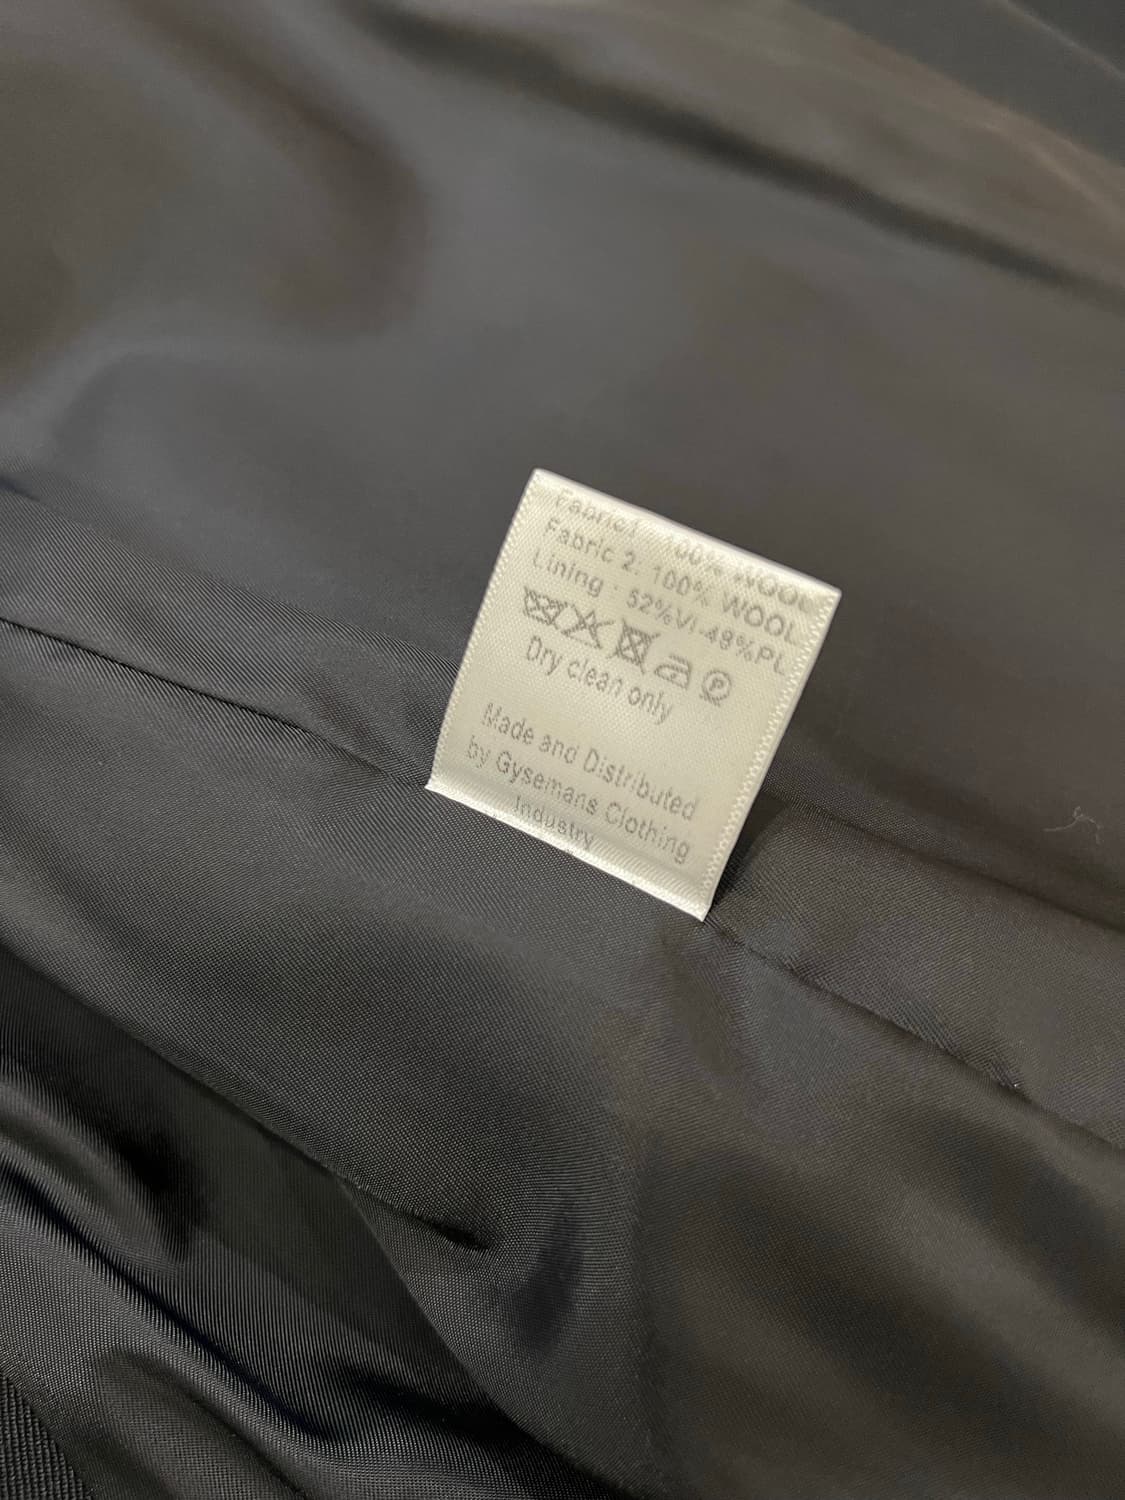 Fabric1 100% WOOL
Fabric 2: 100% WOOL
Lining : 52%VI-48%PL
P
Dry clean only
Made and Distributed
by Gysemans Clothing
Industry